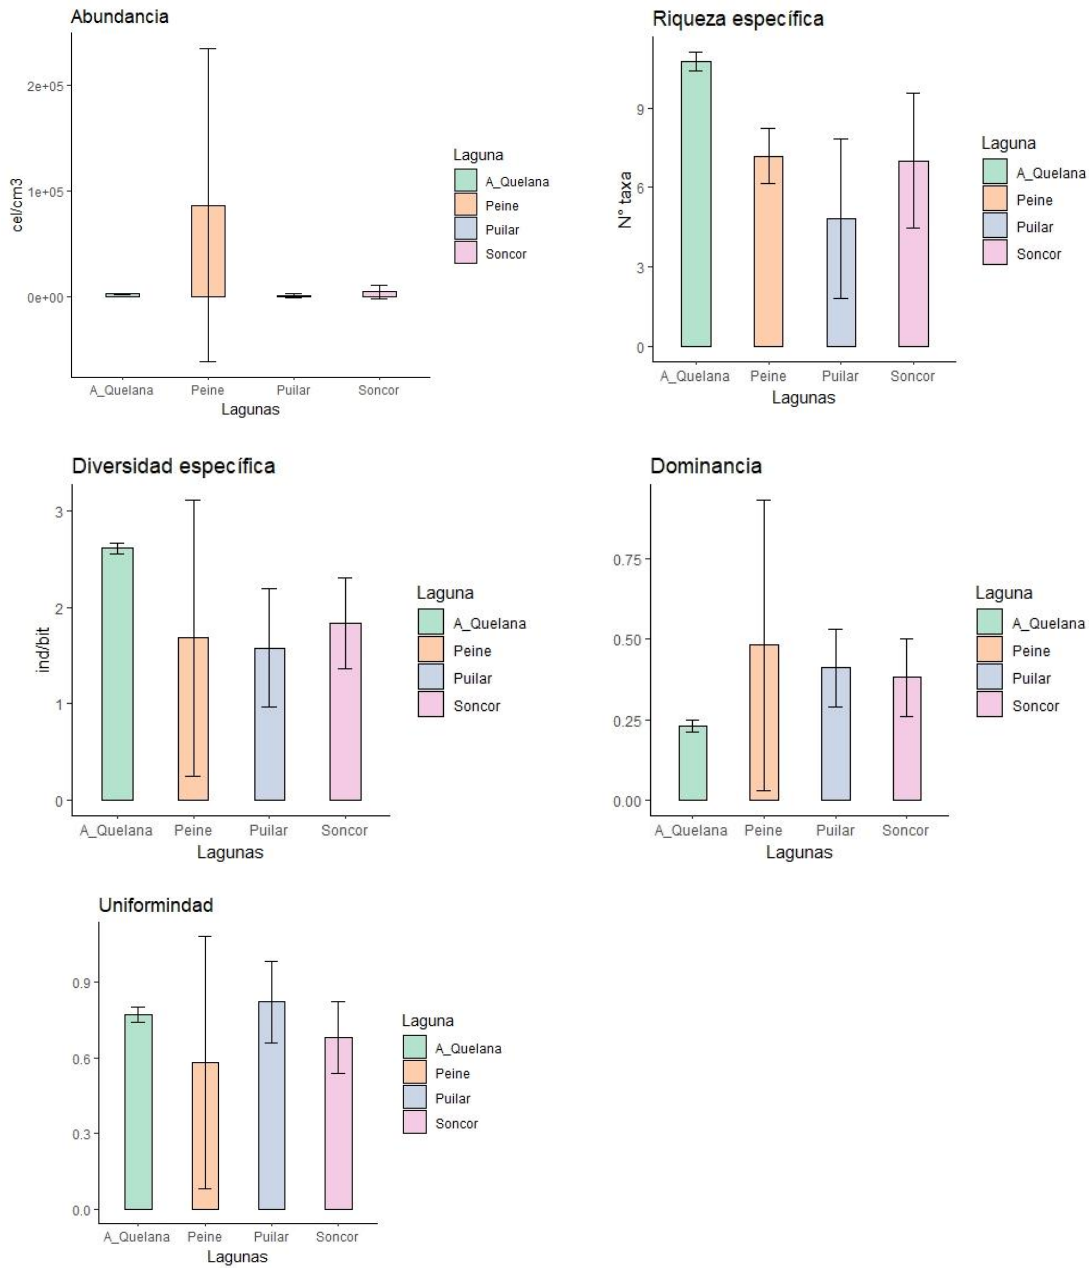 Abundancia
2e+05
1e+05
0e+00
cel/cm3
A_Quelana Peine Puilar Soncor
Lagunas
Laguna
A_Quelana
Peine
Puilar
Soncor
Riqueza específica
9
6
3
0
N° taxa
A_Quelana Peine Puilar Soncor
Lagunas
Laguna
A_Quelana
Peine
Puilar
Soncor
Diversidad específica
3
2
1
0
ind/bit
A_Quelana Peine Puilar Soncor
Lagunas
Laguna
A_Quelana
Peine
Puilar
Soncor
Dominancia
0.75
0.50
0.25
0.00
A_Quelana Peine Puilar Soncor
Lagunas
Laguna
A_Quelana
Peine
Puilar
Soncor
Uniformindad
0.9
0.6
0.3
0.0
A_Quelana Peine Puilar Soncor
Lagunas
Laguna
A_Quelana
Peine
Puilar
Soncor